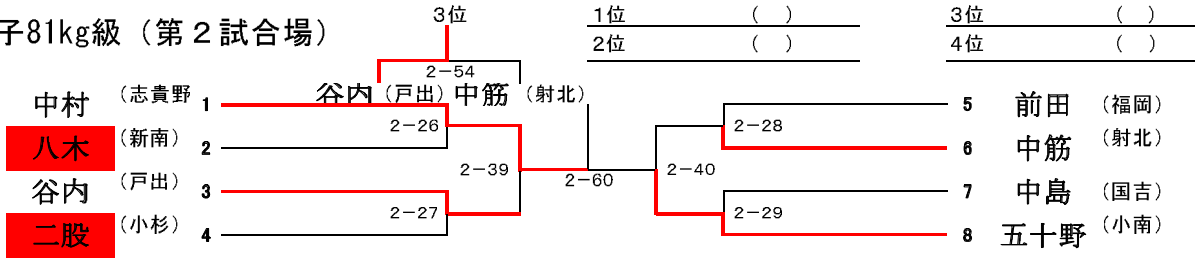 子81kg級（第２試合場）
３位
1位 （ ）
2位 （ ）
3位 （ ）
4位 （ ）
２－54
谷内（戸出）中筋（射北）
中村（志貴野 1
八木（新南） 2
谷内（戸出） 3
二股（小杉） 4
２－26
２－27
２－39
２－60
２－40
２－28
２－29
5 前田（福岡）
6 中筋（射北）
7 中島（国吉）
8 五十野（小南）